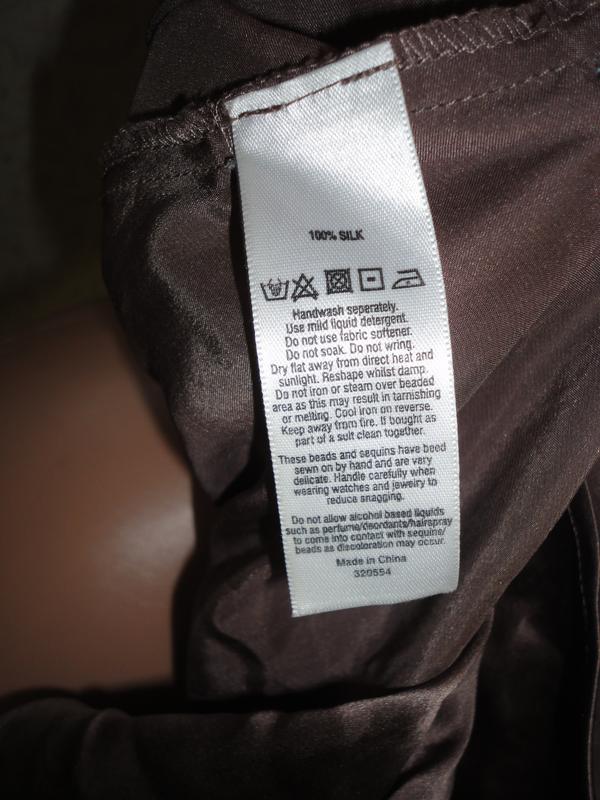 100% SILK
Handwash seperately.
Use mild liquid detergent.
Do not use fabric softener.
Do not soak. Do not wring.
Dry flat away from direct heat and
sunlight. Reshape whilst damp.
Do not iron or steam over beaded
area as this may result in tarnishing
or melting. Cool iron on reverse.
Keep away from fire. If bought as
part of a suit clean together.
These beads and sequins have beed
sewn on by hand and are very
delicate. Handle carefully when
wearing watches and jewelry to
reduce snagging.
Do not allow alcohol based liquids
such as perfume/deordants/hairspray
to come into contact with sequins/
beads as discoloration may occur.
Made in China
320554